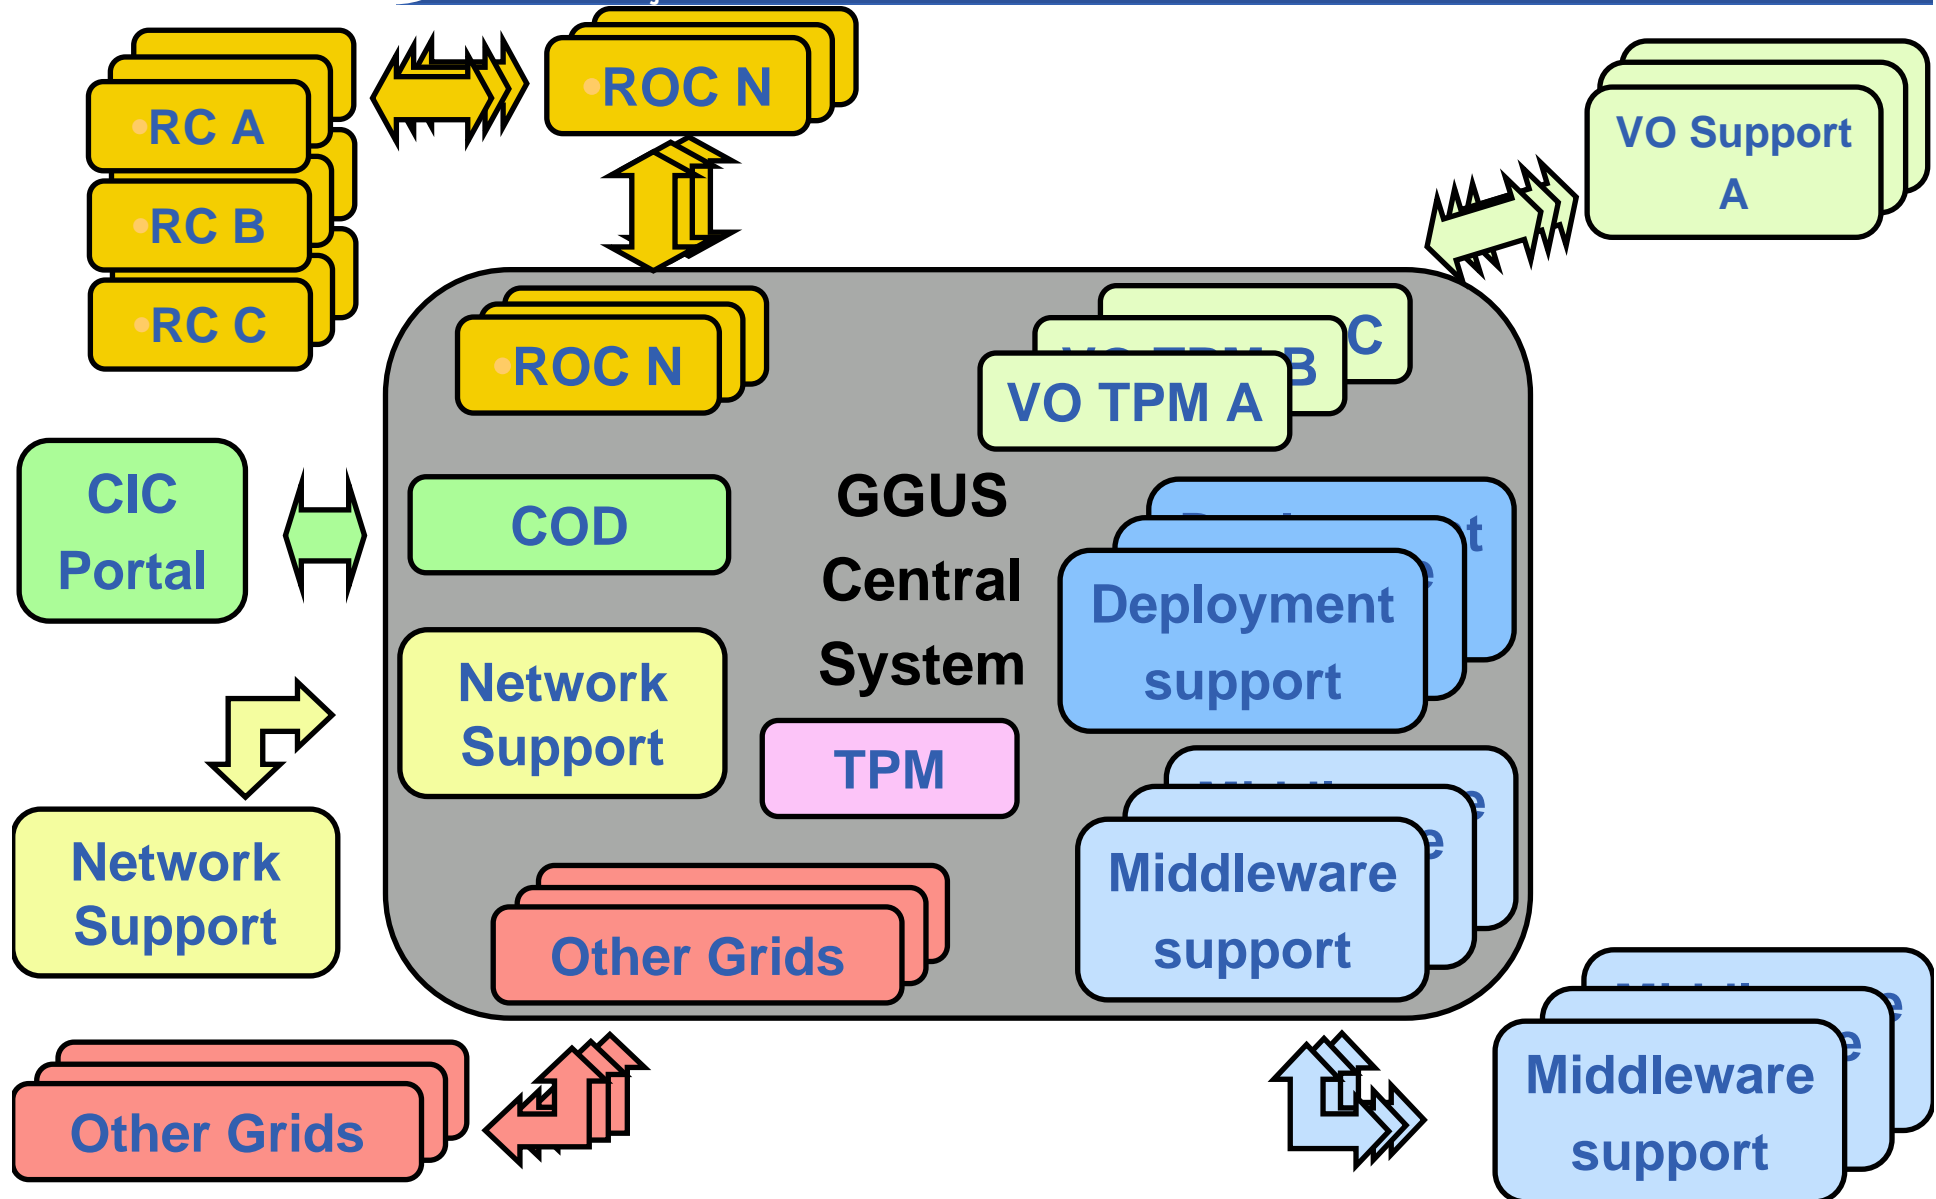 •ROC N
•RC A
•RC B
•RC C
VO Support
A
•ROC N
C
B
VO TPM A
CIC
Portal
COD
GGUS
Central
System
Deployment
support
Network
Support
TPM
Middleware
support
Network
Support
Other Grids
Other Grids
Middleware
support